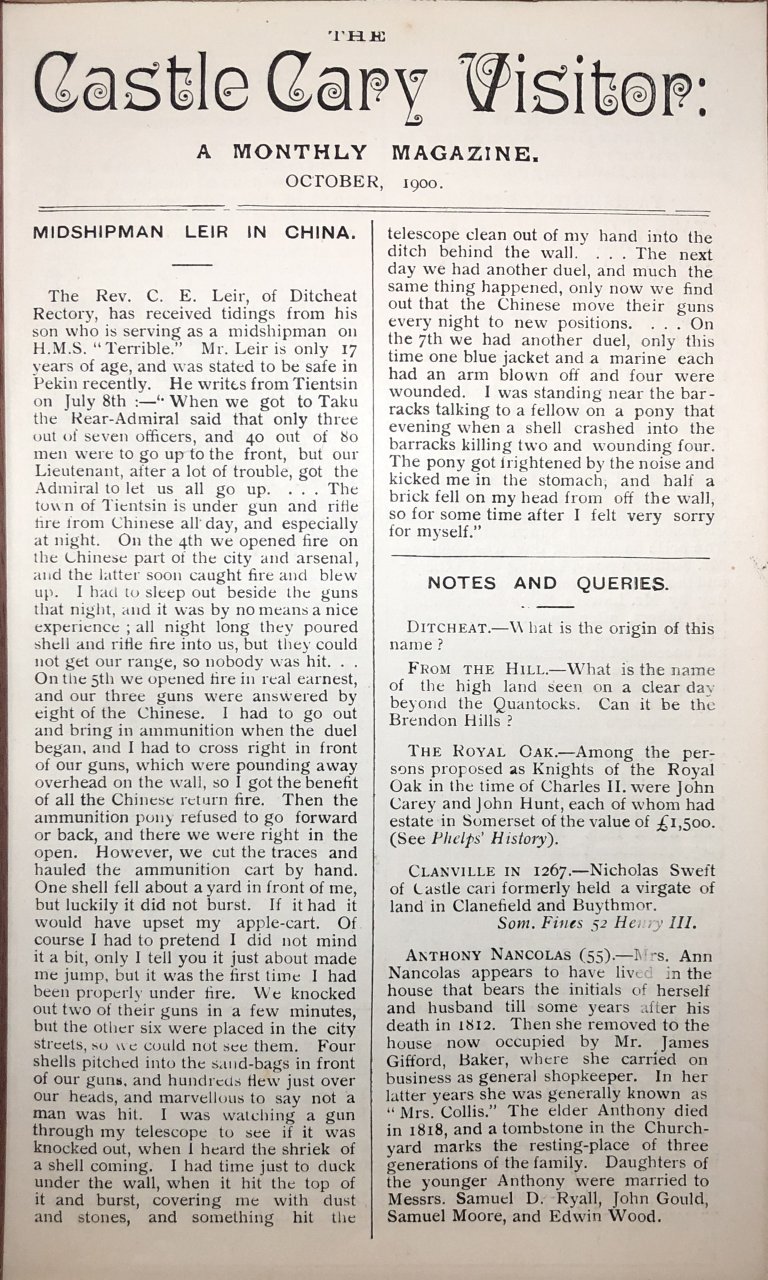 THE
Castle Cary Visitor:
A MONTHLY MAGAZINE.
OCTOBER, 1900.
MIDSHIPMAN LEIR IN CHINA.
The Rev. C. E. Leir, of Ditcheat
Rectory, has received tidings from his
son who is serving as a midshipman on
H.M.S. "Terrible." Mr. Leir is only 17
years of age, and was stated to be safe in
Pekin recently. He writes from Tientsin
on July 8th :—"When we got to Taku
the Rear-Admiral said that only three
out of seven officers, and 40 out of 80
men were to go up to the front, but our
Lieutenant, after a lot of trouble, got the
Admiral to let us all go up. . . . The
town of Tientsin is under gun and rifle
fire from Chinese all day, and especially
at night. On the 4th we opened fire on
the Chinese part of the city and arsenal,
and the latter soon caught fire and blew
up. I had to sleep out beside the guns
that night, and it was by no means a nice
experience ; all night long they poured
shell and rifle fire into us, but they could
not get our range, so nobody was hit. . .
On the 5th we opened fire in real earnest,
and our three guns were answered by
eight of the Chinese. I had to go out
and bring in ammunition when the duel
began, and I had to cross right in front
of our guns, which were pounding away
overhead on the wall, so I got the benefit
of all the Chinese return fire. Then the
ammunition pony refused to go forward
or back, and there we were right in the
open. However, we cut the traces and
hauled the ammunition cart by hand.
One shell fell about a yard in front of me,
but luckily it did not burst. If it had it
would have upset my apple-cart. Of
course I had to pretend I did not mind
it a bit, only I tell you it just about made
me jump, but it was the first time I had
been properly under fire. We knocked
out two of their guns in a few minutes,
but the other six were placed in the city
streets, so we could not see them. Four
shells pitched into the sand-bags in front
of our guns, and hundreds flew just over
our heads, and marvellous to say not a
man was hit. I was watching a gun
through my telescope to see if it was
knocked out, when I heard the shriek of
a shell coming. I had time just to duck
under the wall, when it hit the top of
it and burst, covering me with dust
and stones, and something hit the
telescope clean out of my hand into the
ditch behind the wall. . . . The next
day we had another duel, and much the
same thing happened, only now we find
out that the Chinese move their guns
every night to new positions. . . . On
the 7th we had another duel, only this
time one blue jacket and a marine each
had an arm blown off and four were
wounded. I was standing near the bar-
racks talking to a fellow on a pony that
evening when a shell crashed into the
barracks killing two and wounding four.
The pony got frightened by the noise and
kicked me in the stomach, and half a
brick fell on my head from off the wall,
so for some time after I felt very sorry
for myself."
NOTES AND QUERIES.
DITCHEAT.—What is the origin of this
name ?
FROM THE HILL.—What is the name
of the high land seen on a clear day
beyond the Quantocks. Can it be the
Brendon Hills ?
THE ROYAL OAK.—Among the per-
sons proposed as Knights of the Royal
Oak in the time of Charles II. were John
Carey and John Hunt, each of whom had
estate in Somerset of the value of £1,500.
(See Phelps' History).
CLANVILLE IN 1267.—Nicholas Sweft
of Castle cari formerly held a virgate of
land in Clanefield and Buythmor.
Som. Fines 52 Henry III.
ANTHONY NANCOLAS (55).—Mrs. Ann
Nancolas appears to have lived in the
house that bears the initials of herself
and husband till some years after his
death in 1812. Then she removed to the
house now occupied by Mr. James
Gifford, Baker, where she carried on
business as general shopkeeper. In her
latter years she was generally known as
"Mrs. Collis." The elder Anthony died
in 1818, and a tombstone in the Church-
yard marks the resting-place of three
generations of the family. Daughters of
the younger Anthony were married to
Messrs. Samuel D. Ryall, John Gould,
Samuel Moore, and Edwin Wood.